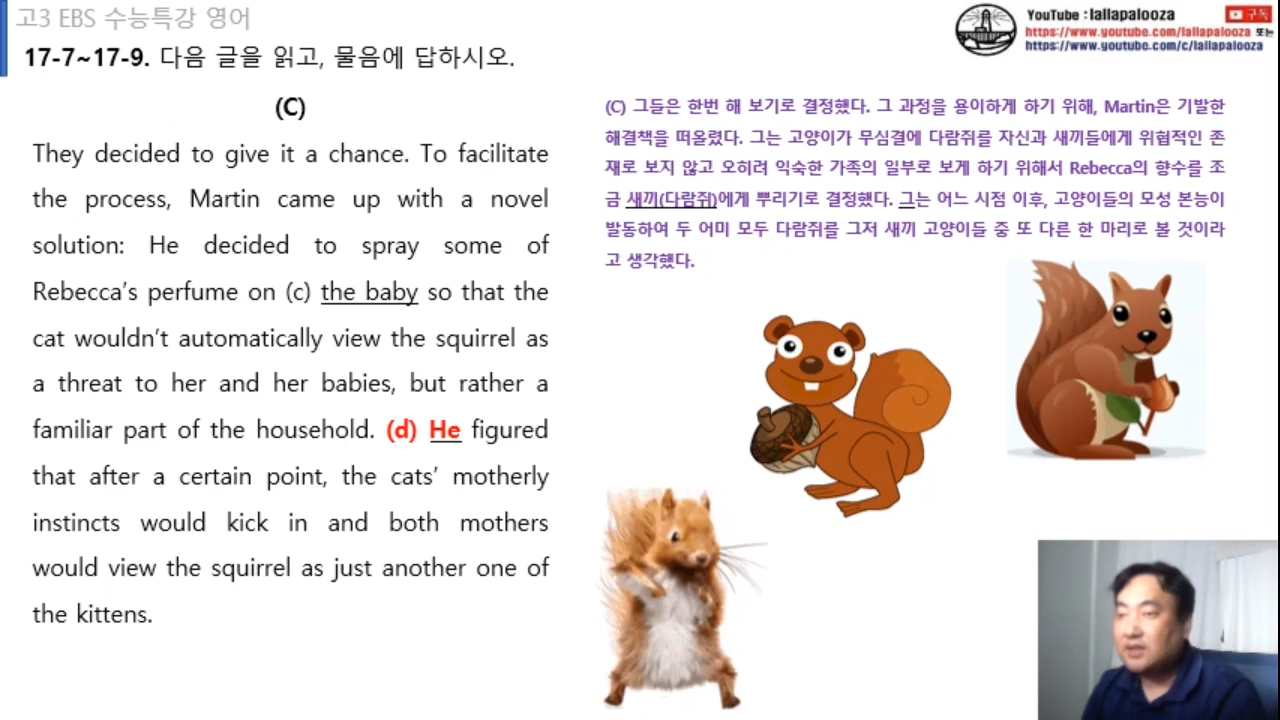 고3 EBS 수능특강 영어
YouTube : lallapalooza
구독
https://www.youtube.com/lallapalooza 또는
https://www.youtube.com/c/lallapalooza
17-7~17-9. 다음 글을 읽고, 물음에 답하시오.
(C)
They decided to give it a chance. To facilitate
the process, Martin came up with a novel
solution: He decided to spray some of
Rebecca’s perfume on (c) the baby so that the
cat wouldn’t automatically view the squirrel as
a threat to her and her babies, but rather a
familiar part of the household. (d) He figured
that after a certain point, the cats’ motherly
instincts would kick in and both mothers
would view the squirrel as just another one of
the kittens.
(C) 그들은 한번 해 보기로 결정했다. 그 과정을 용이하게 하기 위해, Martin은 기발한
해결책을 떠올렸다. 그는 고양이가 무심결에 다람쥐를 자신과 새끼들에게 위협적인 존
재로 보지 않고 오히려 익숙한 가족의 일부로 보게 하기 위해서 Rebecca의 향수를 조
금 새끼(다람쥐)에게 뿌리기로 결정했다. 그는 어느 시점 이후, 고양이들의 모성 본능이
발동하여 두 어미 모두 다람쥐를 그저 새끼 고양이들 중 또 다른 한 마리로 볼 것이라
고 생각했다.